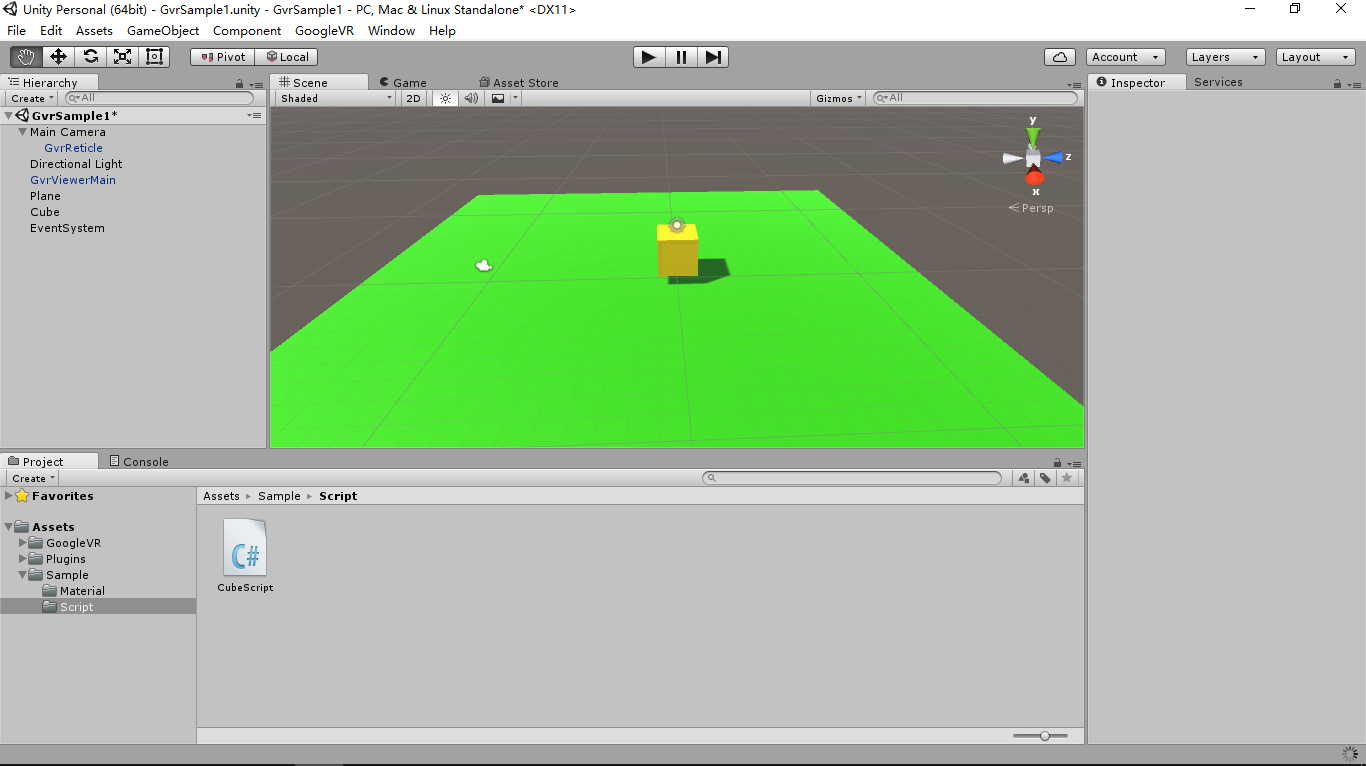 Unity Personal (64bit) - GvrSample1.unity - GvrSample1 - PC, Mac & Linux Standalone* <DX11>
File Edit Assets GameObject Component GoogleVR Window Help
Pivot Local Account Layers Layout
Hierarchy
Create All
GvrSample1*
Main Camera
GvrReticle
Directional Light
GvrViewerMain
Plane
Cube
EventSystem
Scene Game Asset Store
Shaded 2D Gizmos All
y
z
x
Persp
Inspector Services
Project Console
Create
Favorites
Assets
GoogleVR
Plugins
Sample
Material
Script
Assets Sample Script
C#
CubeScript